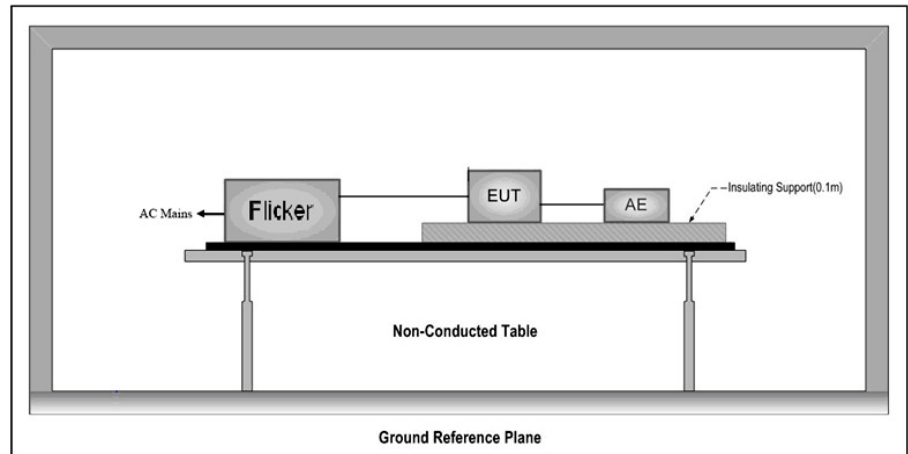 Flicker
EUT
AE
Insulating Support(0.1m)
AC Mains
Non-Conducted Table
Ground Reference Plane